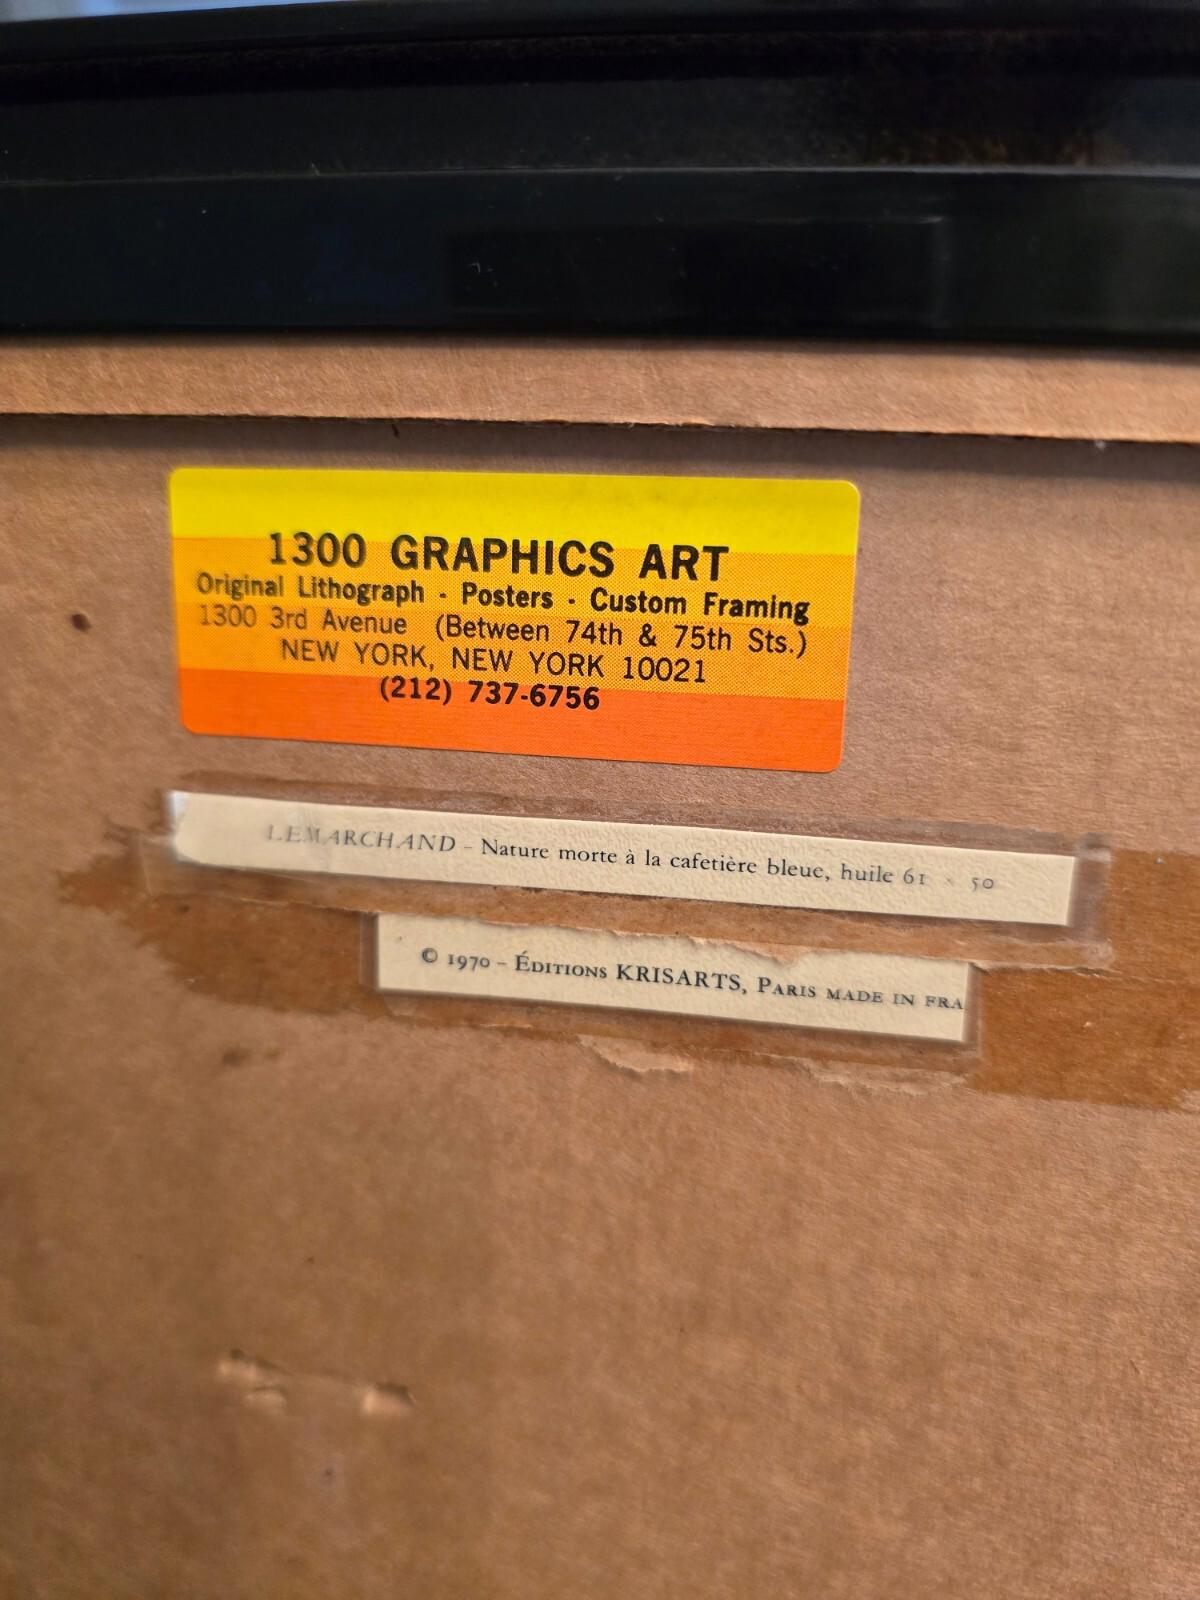 1300 GRAPHICS ART
Original Lithograph - Posters - Custom Framing
1300 3rd Avenue (Between 74th & 75th Sts.)
NEW YORK, NEW YORK 10021
(212) 737-6756
LEMARCHAND - Nature morte à la cafetière bleue, huile 61 × 50
© 1970 - ÉDITIONS KRISARTS, PARIS MADE IN FRA